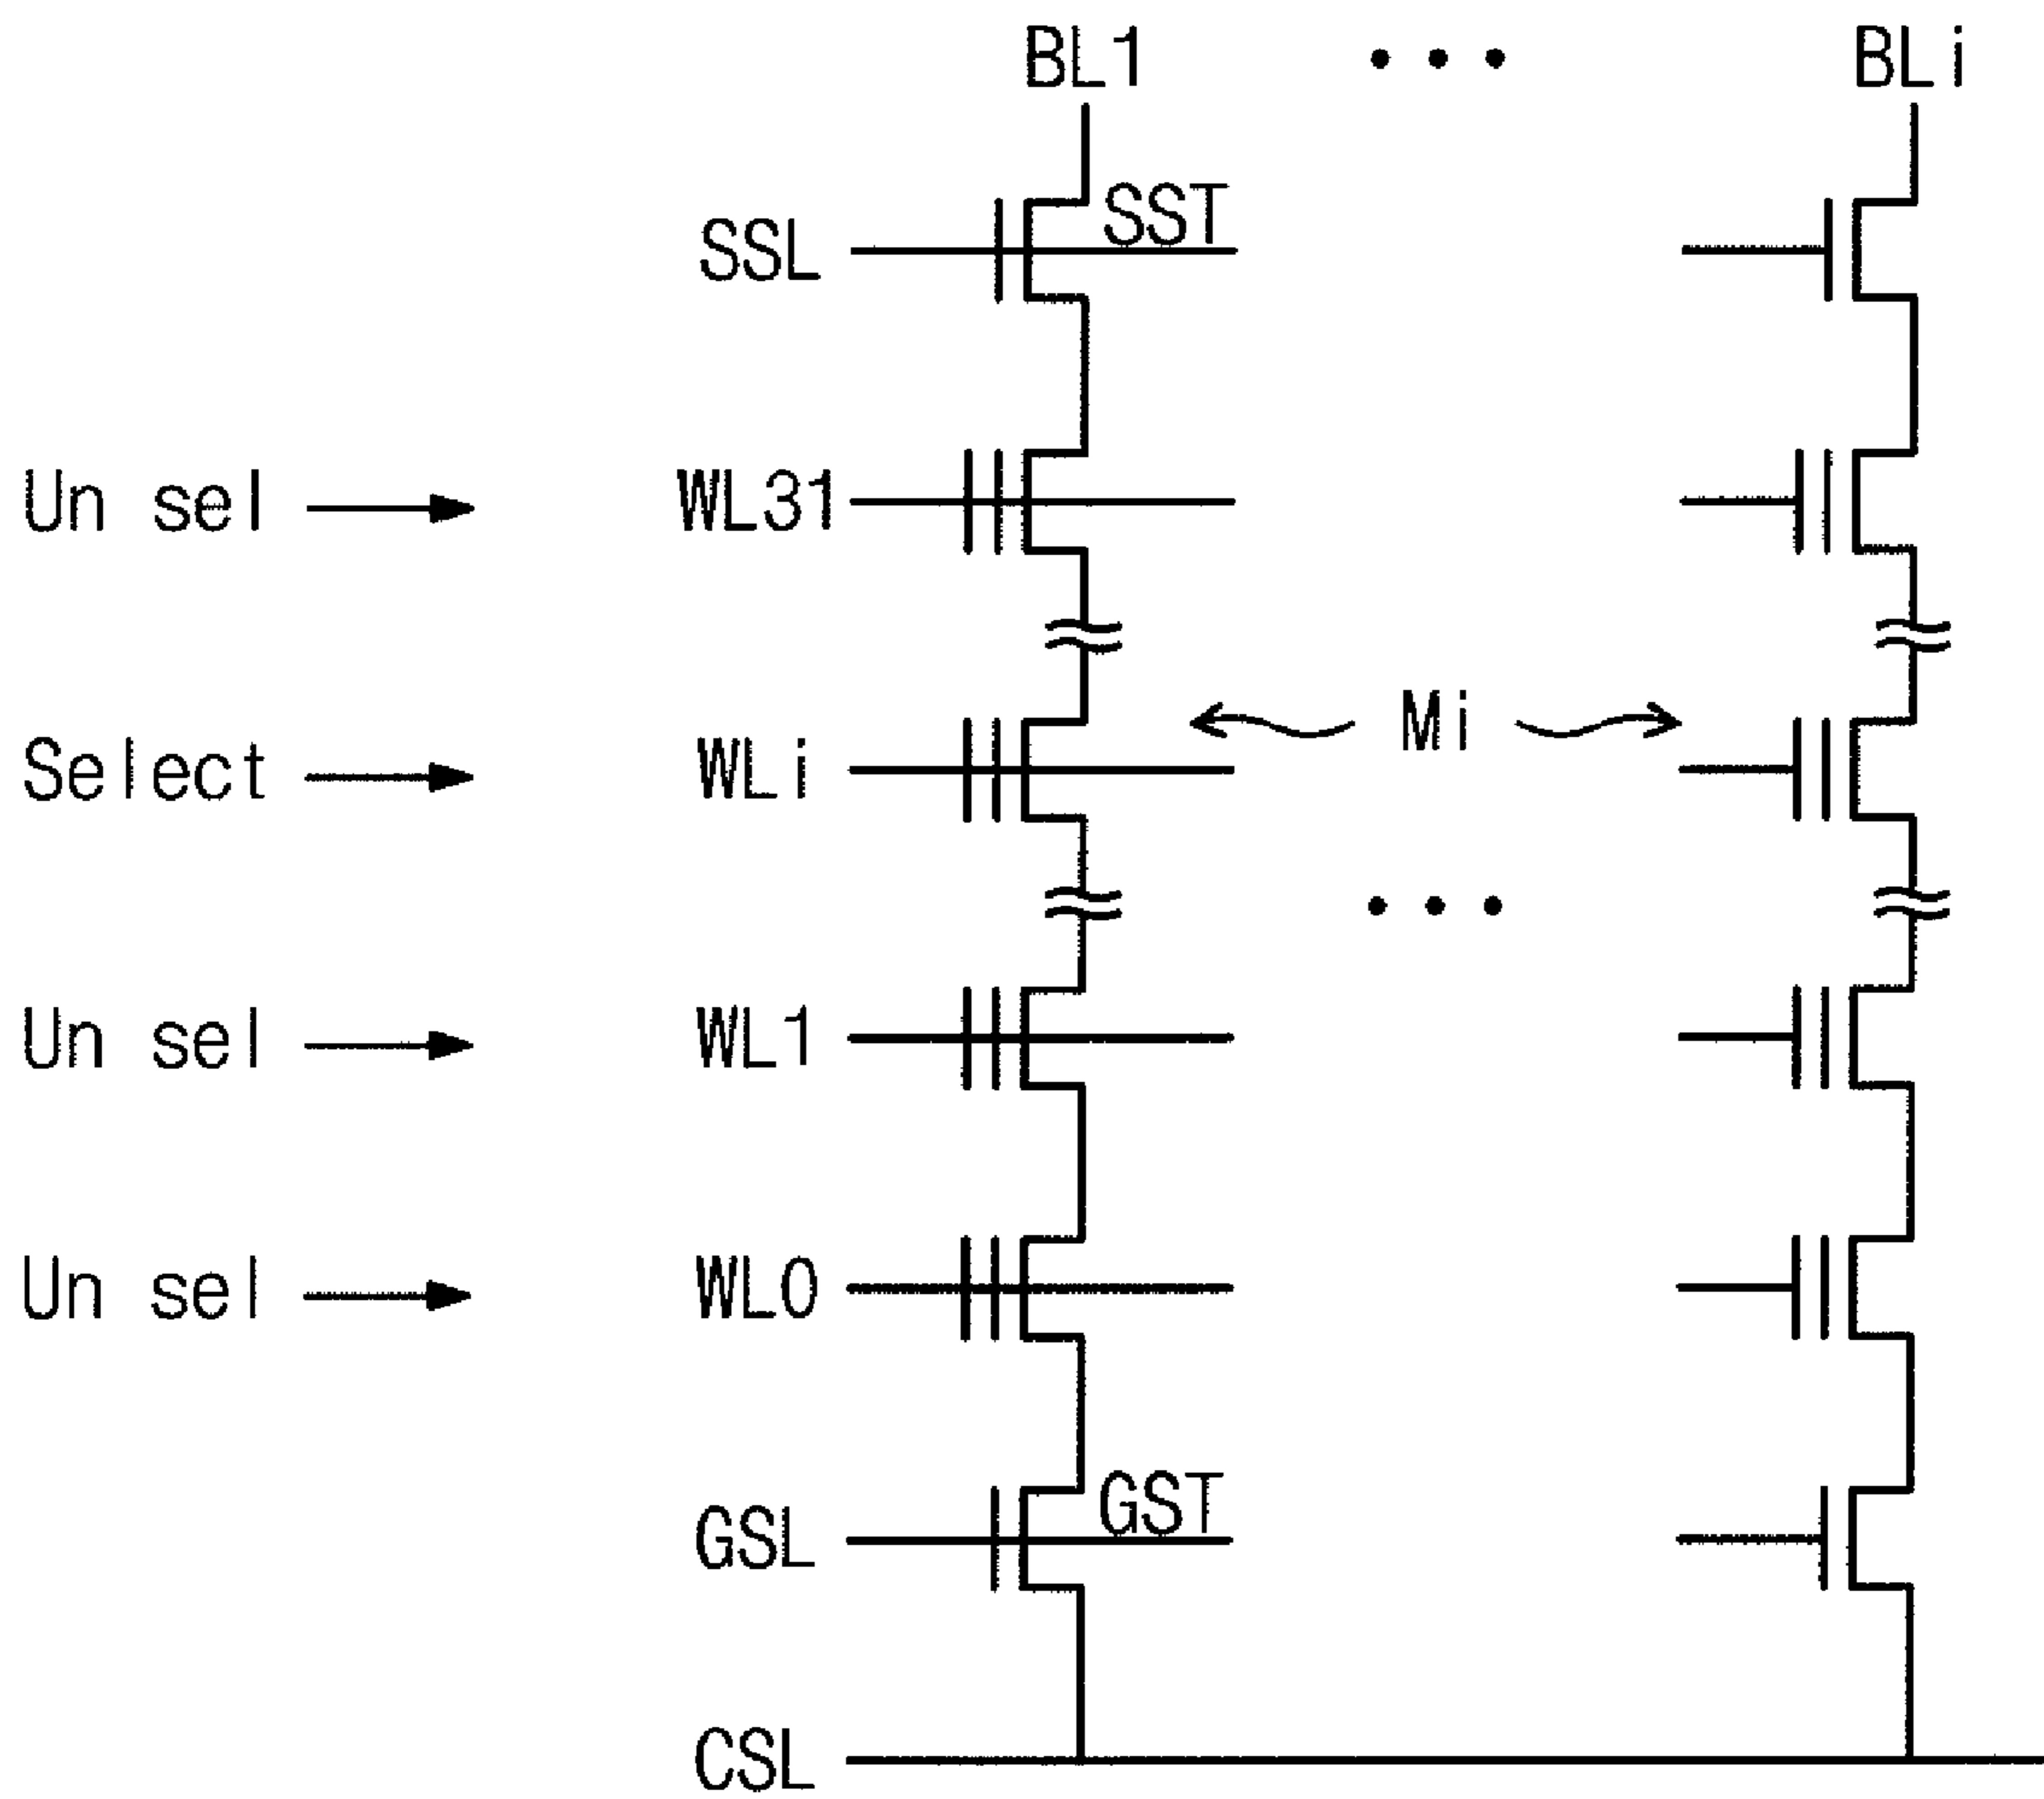 BL1 • • • BLi
SSL SST
Un sel WL31
Mi
Select WLi
• • •
Un sel WL1
Un sel WL0
GSL GST
CSL